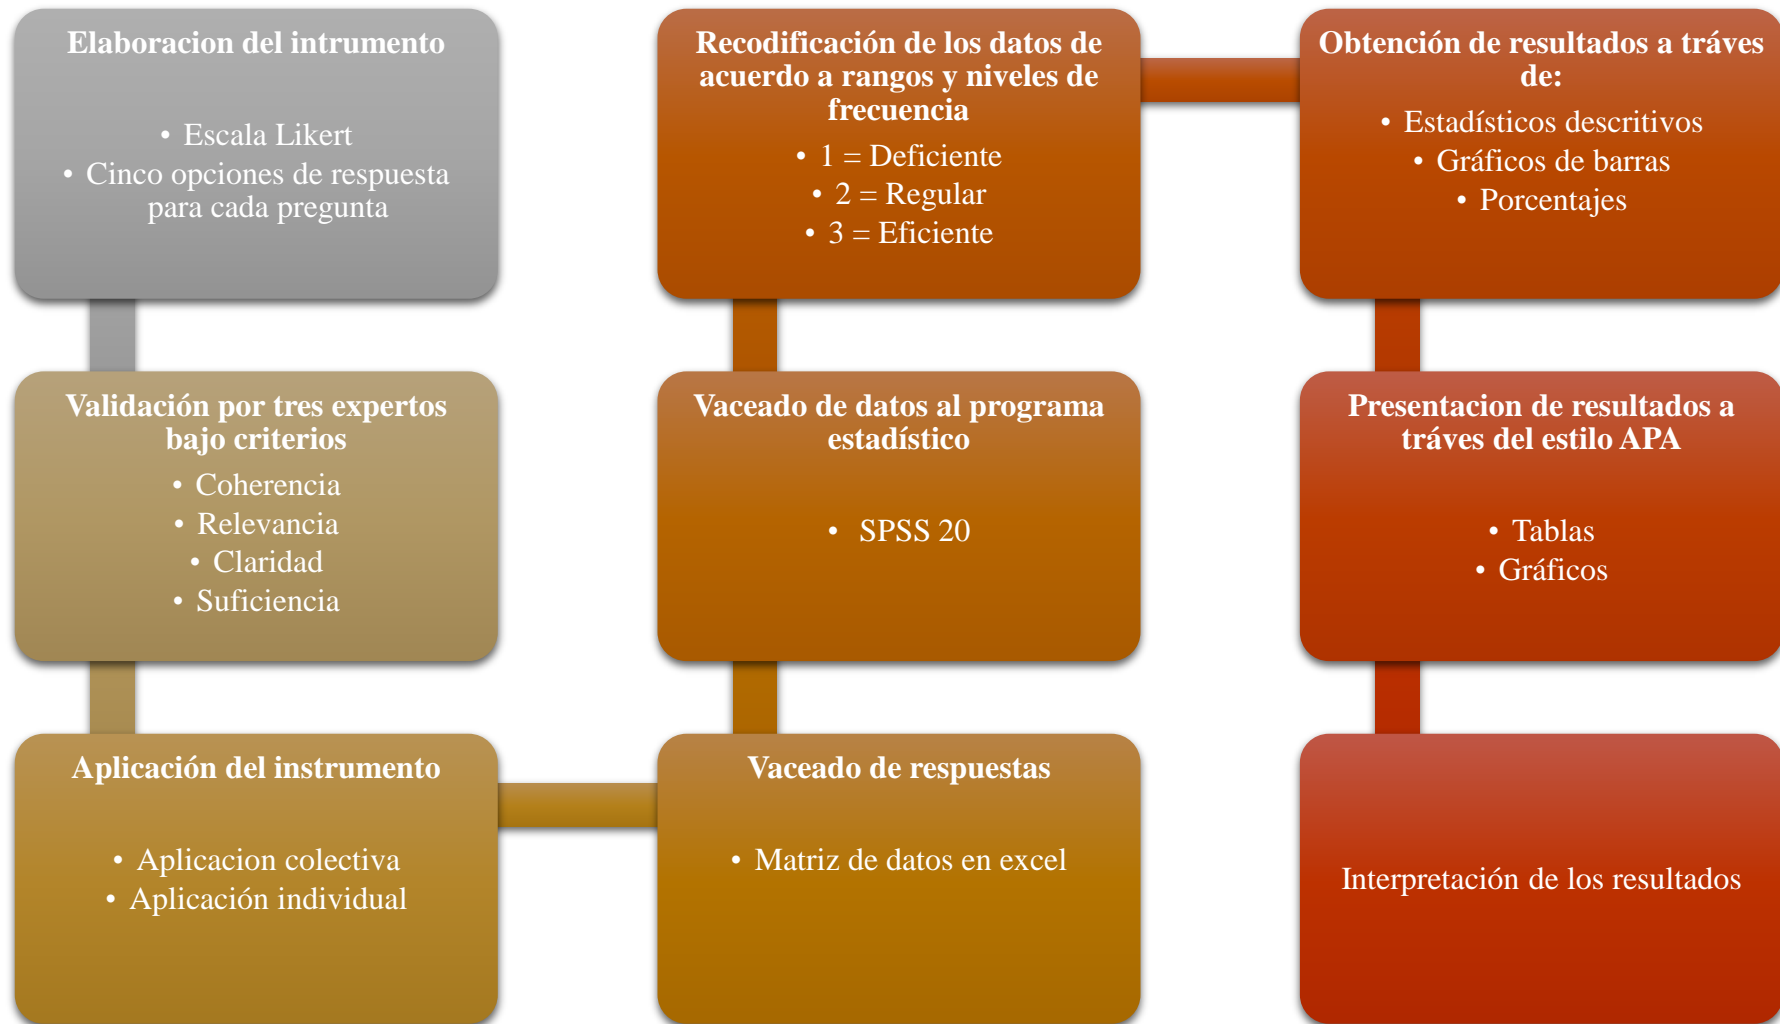 Elaboracion del intrumento
• Escala Likert
• Cinco opciones de respuesta
para cada pregunta
Validación por tres expertos
bajo criterios
• Coherencia
• Relevancia
• Claridad
• Suficiencia
Aplicación del instrumento
• Aplicacion colectiva
• Aplicación individual
Vaceado de respuestas
• Matriz de datos en excel
Vaceado de datos al programa
estadístico
• SPSS 20
Recodificación de los datos de
acuerdo a rangos y niveles de
frecuencia
• 1 = Deficiente
• 2 = Regular
• 3 = Eficiente
Obtención de resultados a tráves
de:
• Estadísticos descritivos
• Gráficos de barras
• Porcentajes
Presentacion de resultados a
tráves del estilo APA
• Tablas
• Gráficos
Interpretación de los resultados